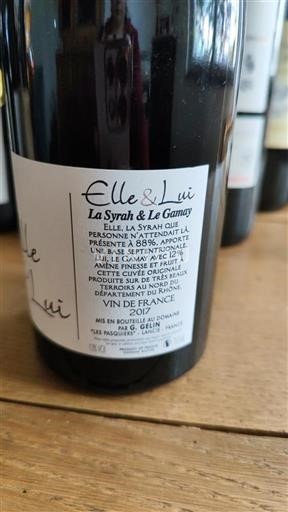 Elle & Lui
La Syrah & Le Gamay
Elle, la Syrah que
personne n'attendait là,
présente à 88%, apporte
une base septentrionale.
Lui, le Gamay avec 12%
amène finesse et fruit à
cette cuvée originale
produite sur de très beaux
terroirs au nord du
département du Rhône.
VIN DE FRANCE
2017
MIS EN BOUTEILLE AU DOMAINE
PAR G. GELIN
"LES PASQUIERS" - LANCIÉ - FRANCE
Elle
Lui